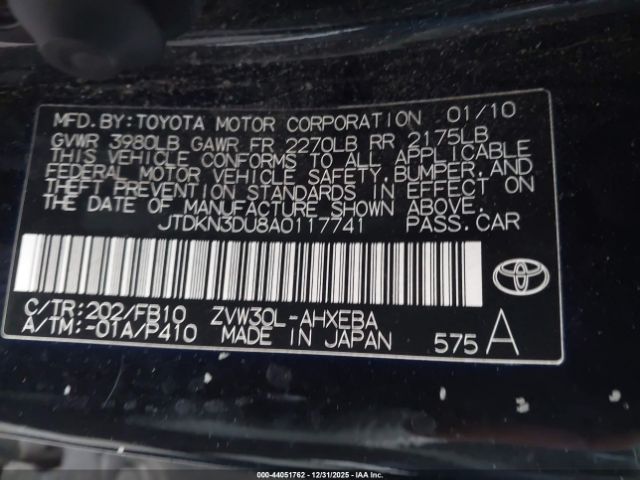 MFD.BY:TOYOTA MOTOR CORPORATION 01/10
GVWR 3980LB GAWR FR 2270LB RR 2175LB
THIS VEHICLE CONFORMS TO ALL APPLICABLE
FEDERAL MOTOR VEHICLE SAFETY,BUMPER,AND
THEFT PREVENTION STANDARDS IN EFFECT ON
THE DATE OF MANUFACTURE SHOWN ABOVE.
JTDKN3DU8A0117741 PASS.CAR
C/TR:202/FB10 ZVW30L-AHXEBA
A/TM:-01A/P410 MADE IN JAPAN 575 A
TOYOTA
© - 44051762 - 12/31/2025 - IAAI